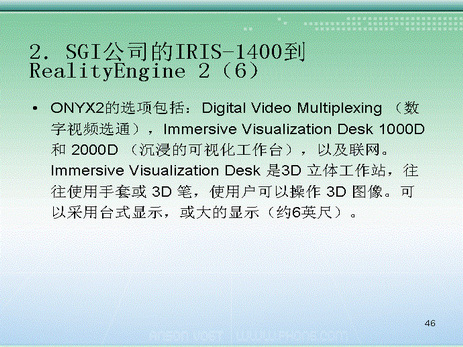 2. SGI公司的IRIS-1400到
RealityEngine 2（6）
• ONYX2的选项包括：Digital Video Multiplexing （数
字视频选通），Immersive Visualization Desk 1000D
和 2000D （沉浸的可视化工作台），以及联网。
Immersive Visualization Desk 是3D 立体工作站，往
往使用手套或 3D 笔，使用户可以操作 3D 图像。可
以采用台式显示，或大的显示（约6英尺）。
46